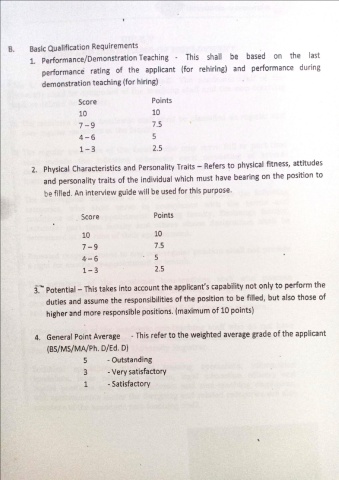 B. Basic Qualification Requirements
1. Performance/Demonstration Teaching - This shall be based on the last
performance rating of the applicant (for rehiring) and performance during
demonstration teaching (for hiring)
Score Points
10 10
7 – 9 7.5
4 – 6 5
1 – 3 2.5
2. Physical Characteristics and Personality Traits – Refers to physical fitness, attitudes
and personality traits of the individual which must have bearing on the position to
be filled. An interview guide will be used for this purpose.
Score Points
10 10
7 – 9 7.5
4 – 6 5
1 – 3 2.5
3. Potential – This takes into account the applicant's capability not only to perform the
duties and assume the responsibilities of the position to be filled, but also those of
higher and more responsible positions. (maximum of 10 points)
4. General Point Average - This refer to the weighted average grade of the applicant
(BS/MS/MA/Ph. D/Ed. D)
5 - Outstanding
3 - Very satisfactory
1 - Satisfactory